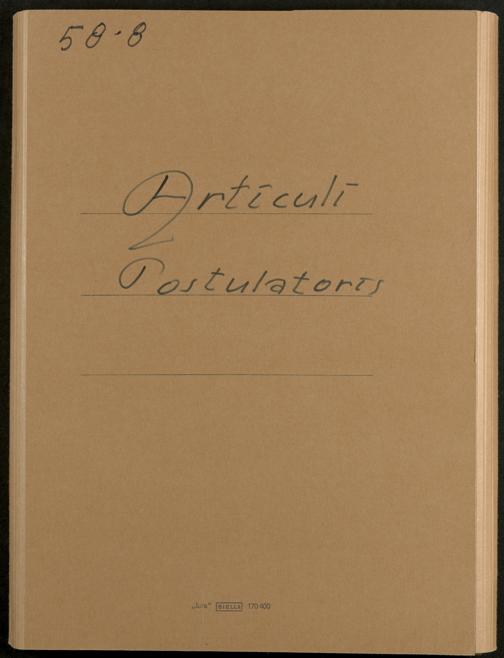 58·8
Articuli
Postulatoris
„Jura” BIELLA 170 400